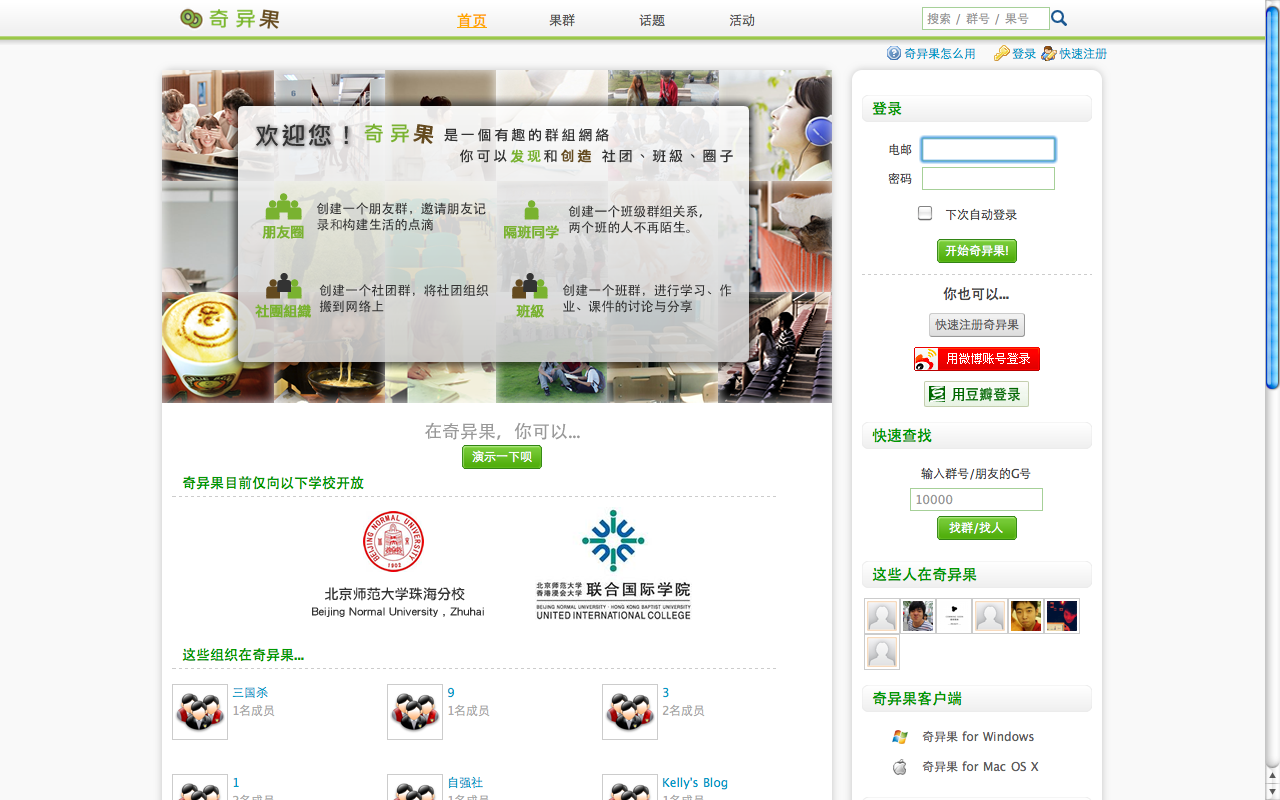 奇异果
首页
果群
话题
活动
搜索 / 群号 / 果号
奇异果怎么用
登录
快速注册
欢迎您！奇异果 是一個有趣的群組網絡
你可以发现和创造 社团、班級、圈子
朋友圈
创建一个朋友群，邀请朋友记
录和构建生活的点滴
隔班同学
创建一个班级群组关系，
两个班的人不再陌生。
社團組織
创建一个社团群，将社团组织
搬到网络上
班級
创建一个班群，进行学习、作
业、课件的讨论与分享
在奇异果，你可以...
演示一下呗
奇异果目前仅向以下学校开放
BEIJING NORMAL UNIVERSITY
1902
北京师范大学珠海分校
Beijing Normal University , Zhuhai
北京师范大学
香港浸会大学
联合国际学院
BEIJING NORMAL UNIVERSITY · HONG KONG BAPTIST UNIVERSITY
UNITED INTERNATIONAL COLLEGE
这些组织在奇异果...
三国杀
1名成员
9
1名成员
3
2名成员
1
自强社
Kelly's Blog
登录
电邮
密码
下次自动登录
开始奇异果!
你也可以...
快速注册奇异果
用微博账号登录
用豆瓣登录
快速查找
输入群号/朋友的G号
10000
找群/找人
这些人在奇异果
奇异果客户端
奇异果 for Windows
奇异果 for Mac OS X